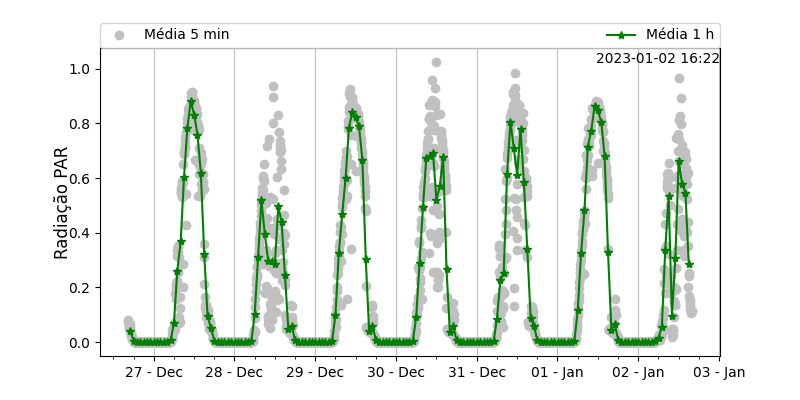 Média 5 min
Média 1 h
2023-01-02 16:22
Radiação PAR
1.0
0.8
0.6
0.4
0.2
0.0
27 - Dec
28 - Dec
29 - Dec
30 - Dec
31 - Dec
01 - Jan
02 - Jan
03 - Jan